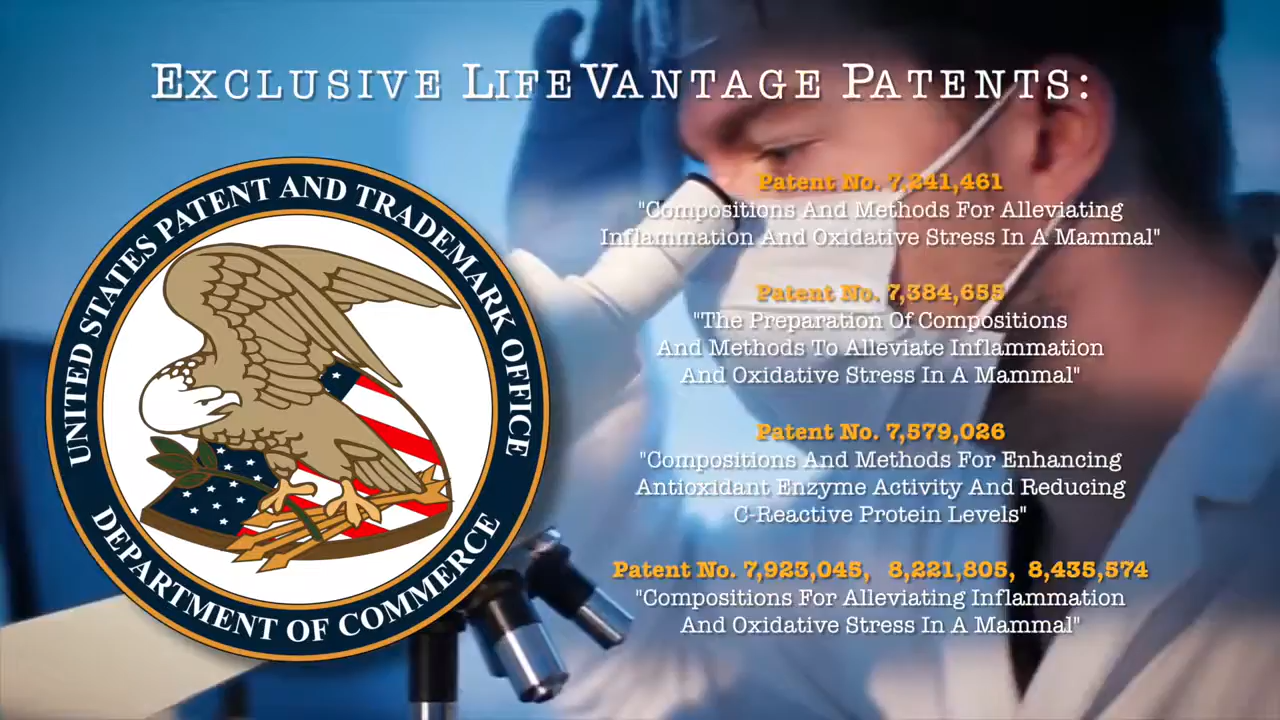 Exclusive LifeVantage Patents:
UNITED STATES PATENT AND TRADEMARK OFFICE
DEPARTMENT OF COMMERCE
Patent No. 7,241,461
"Compositions And Methods For Alleviating
Inflammation And Oxidative Stress In A Mammal"
Patent No. 7,384,655
"The Preparation Of Compositions
And Methods To Alleviate Inflammation
And Oxidative Stress In A Mammal"
Patent No. 7,579,026
"Compositions And Methods For Enhancing
Antioxidant Enzyme Activity And Reducing
C-Reactive Protein Levels"
Patent No. 7,923,045, 8,221,805, 8,435,574
"Compositions For Alleviating Inflammation
And Oxidative Stress In A Mammal"